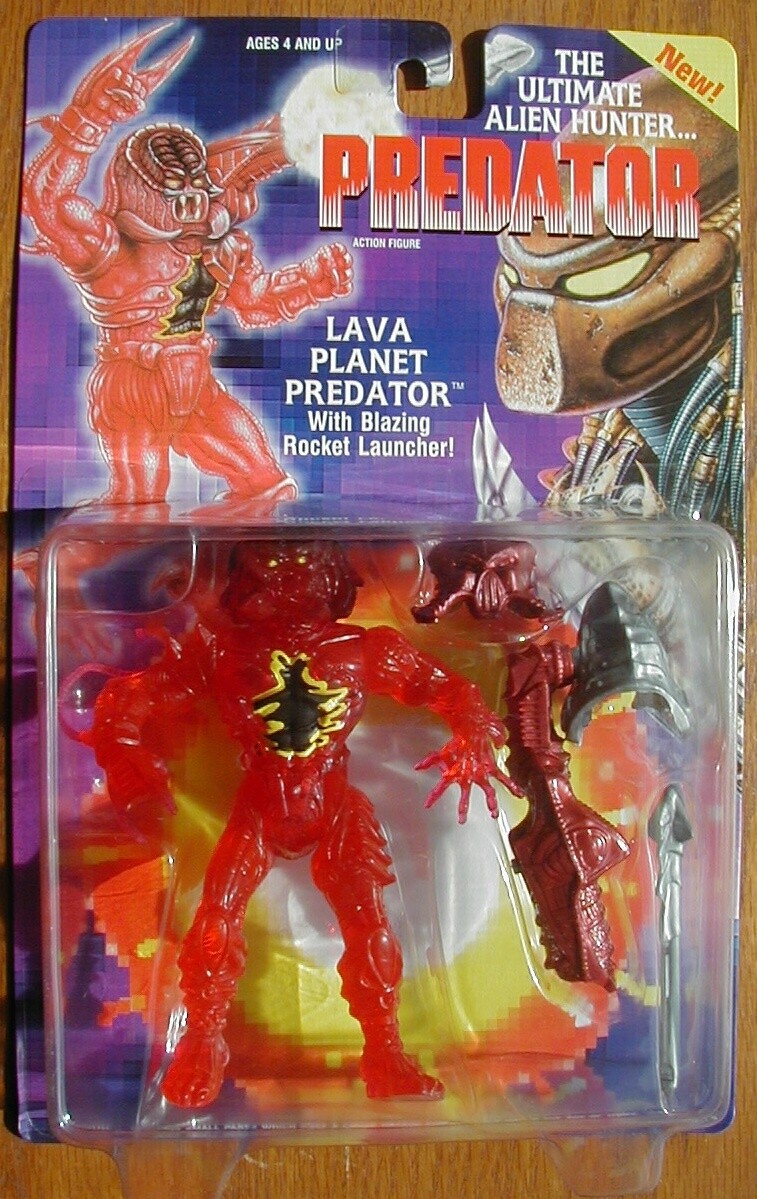 AGES 4 AND UP
New!
THE
ULTIMATE
ALIEN HUNTER...
PREDATOR
ACTION FIGURE
LAVA
PLANET
PREDATOR™
With Blazing
Rocket Launcher!